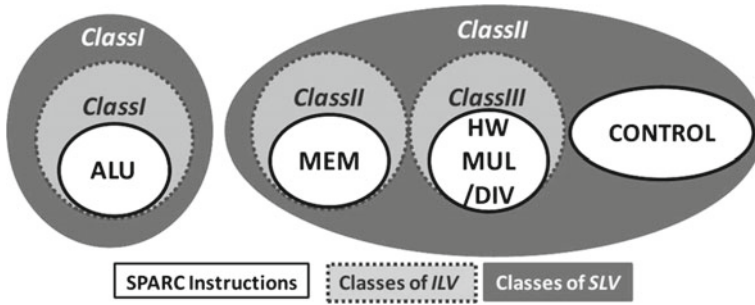 ClassI
ClassII
ClassI
ClassII
ClassIII
ALU
MEM
HW
MUL
/DIV
CONTROL
SPARC Instructions
Classes of ILV
Classes of SLV